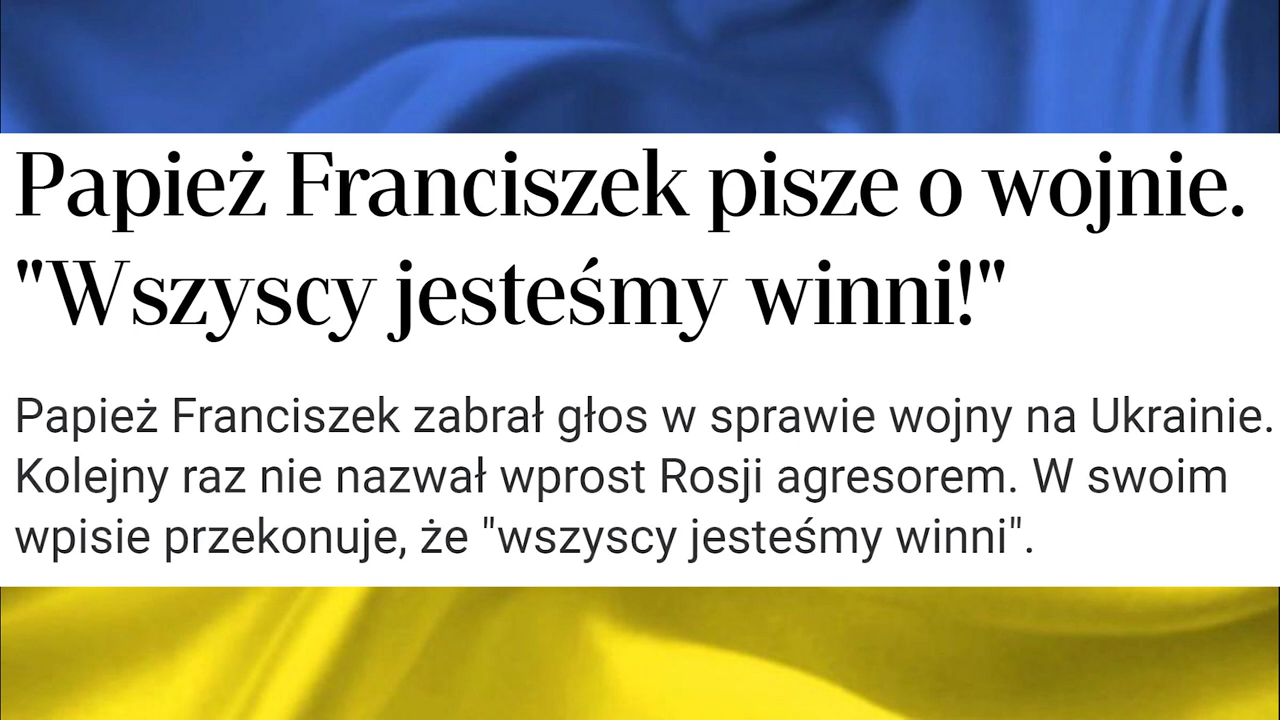 Papież Franciszek pisze o wojnie.
"Wszyscy jesteśmy winni!"
Papież Franciszek zabrał głos w sprawie wojny na Ukrainie.
Kolejny raz nie nazwał wprost Rosji agresorem. W swoim
wpisie przekonuje, że "wszyscy jesteśmy winni".